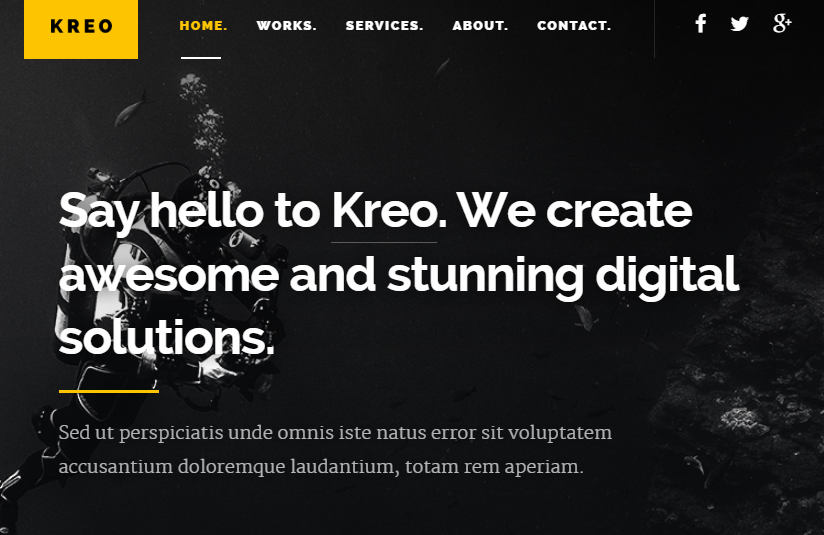 KREO
HOME. WORKS. SERVICES. ABOUT. CONTACT.
Say hello to Kreo. We create
awesome and stunning digital
solutions.
Sed ut perspiciatis unde omnis iste natus error sit voluptatem
accusantium doloremque laudantium, totam rem aperiam.